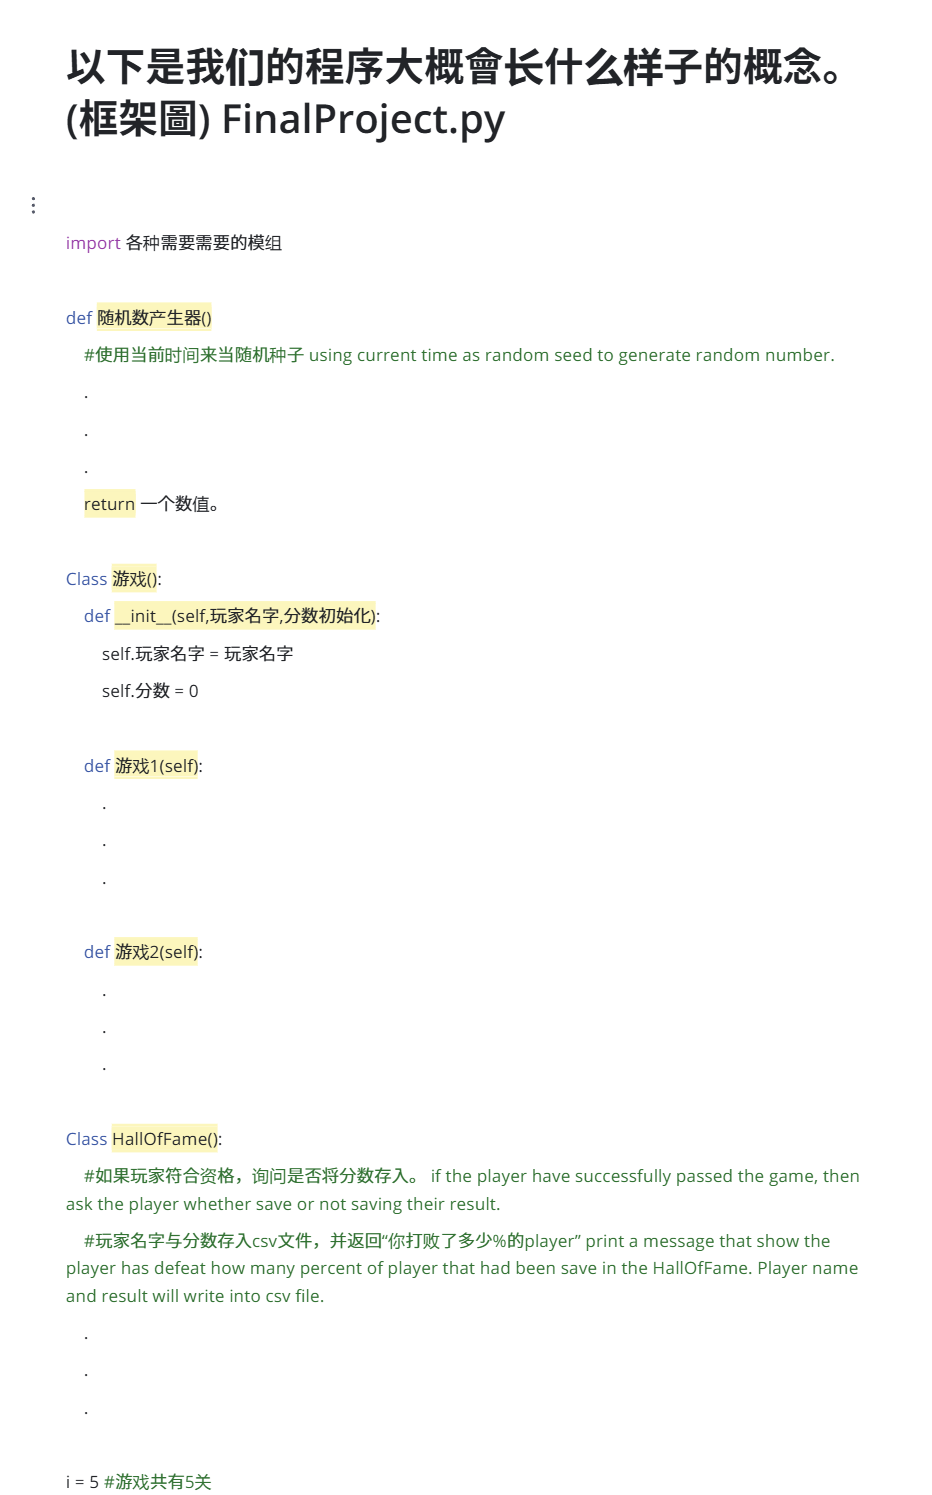 以下是我们的程序大概會长什么样子的概念。
(框架圖) FinalProject.py
import 各种需要需要的模组
def 随机数产生器()
#使用当前时间来当随机种子 using current time as random seed to generate random number.
.
.
.
return 一个数值。
Class 游戏():
def __init__(self,玩家名字,分数初始化):
self.玩家名字 = 玩家名字
self.分数 = 0
def 游戏1(self):
.
.
.
def 游戏2(self):
.
.
.
Class HallOfFame():
#如果玩家符合资格，询问是否将分数存入。 if the player have successfully passed the game, then
ask the player whether save or not saving their result.
#玩家名字与分数存入csv文件，并返回“你打败了多少%的player” print a message that show the
player has defeat how many percent of player that had been save in the HallOfFame. Player name
and result will write into csv file.
.
.
.
i = 5 #游戏共有5关